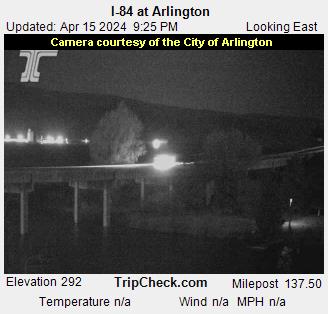 I-84 at Arlington
Updated: Apr 15 2024 9:25 PM Looking East
Camera courtesy of the City of Arlington
Elevation 292 TripCheck.com Milepost 137.50
Temperature n/a Wind n/a MPH n/a